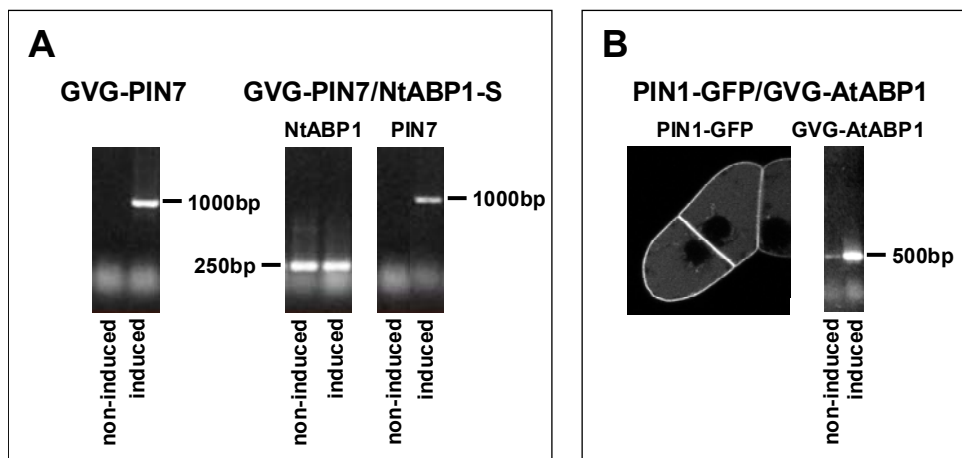 A
GVG-PIN7
GVG-PIN7/NtABP1-S
NtABP1
PIN7
1000bp
250bp
1000bp
non-induced
induced
non-induced
induced
non-induced
induced
B
PIN1-GFP/GVG-AtABP1
PIN1-GFP
GVG-AtABP1
500bp
non-induced
induced